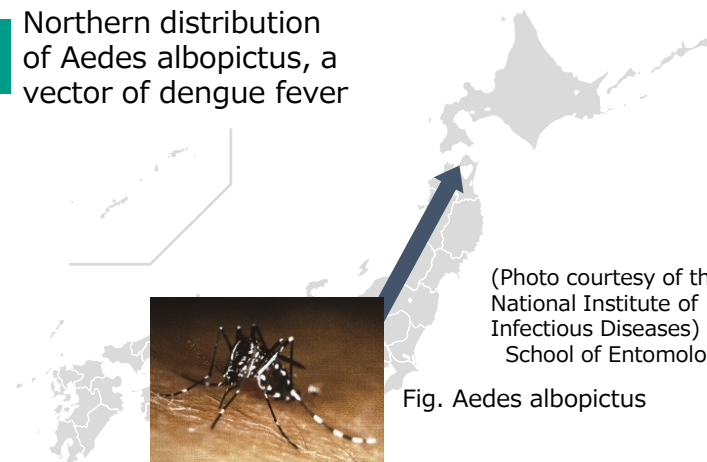 Northern distribution
of Aedes albopictus, a
vector of dengue fever
(Photo courtesy of th
National Institute of
Infectious Diseases)
School of Entomolo
Fig. Aedes albopictus